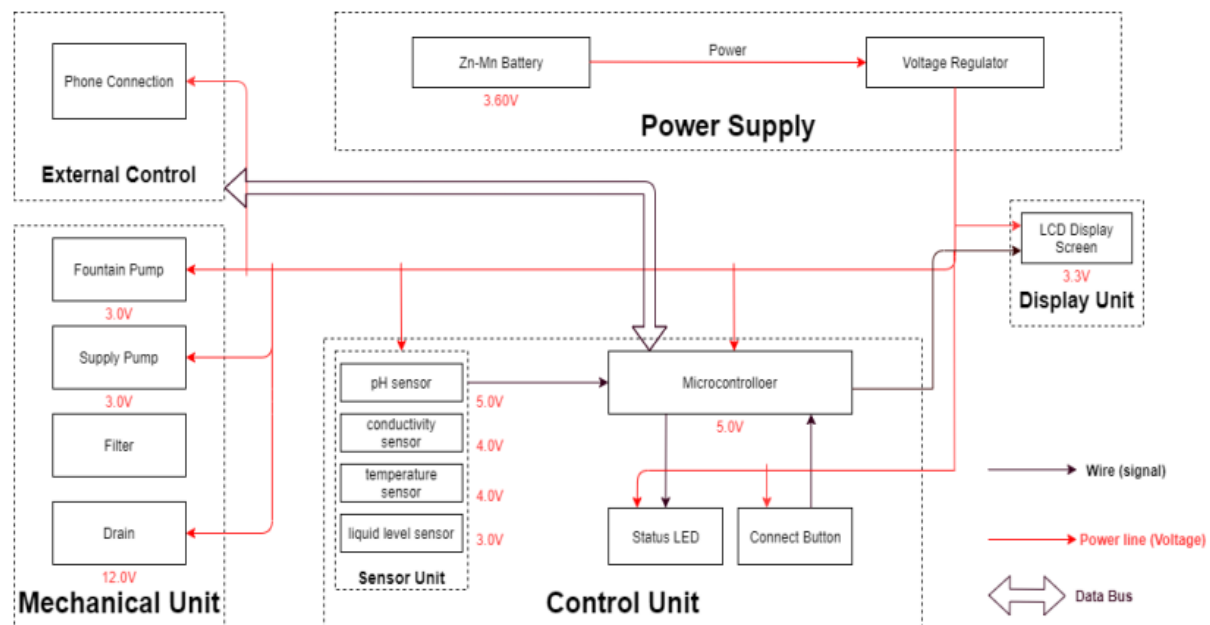 Phone Connection
External Control
Zn-Mn Battery
3.60V
Power
Voltage Regulator
Power Supply
LCD Display
Screen
3.3V
Display Unit
Fountain Pump
3.0V
Supply Pump
3.0V
Filter
Drain
12.0V
Mechanical Unit
pH sensor
5.0V
conductivity
sensor
4.0V
temperature
sensor
4.0V
liquid level sensor
3.0V
Sensor Unit
Microcontrolloer
5.0V
Status LED
Connect Button
Control Unit
Wire (signal)
Power line (Voltage)
Data Bus